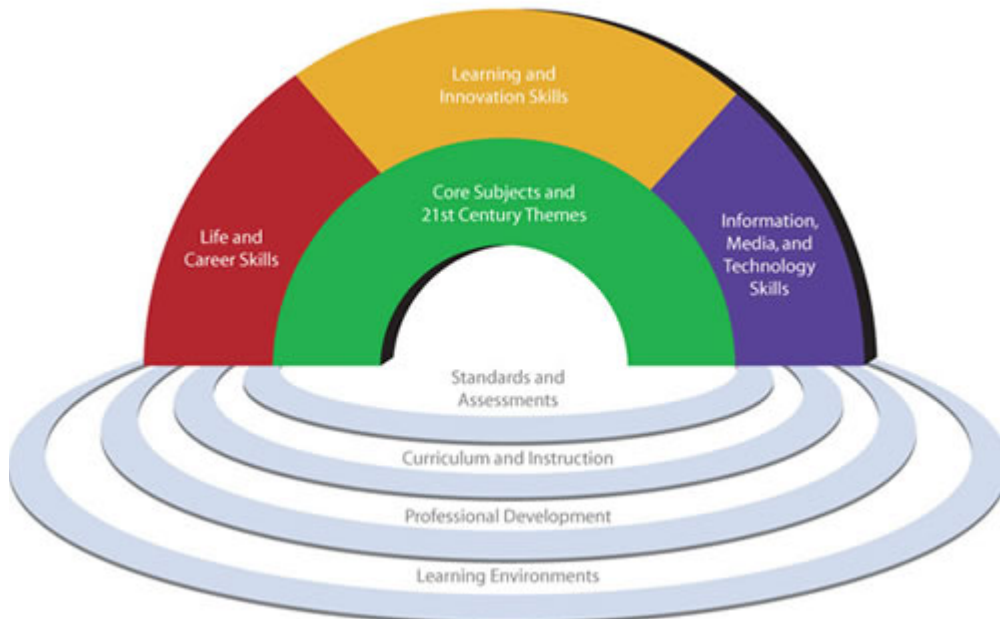 Learning and
Innovation Skills
Core Subjects and
21st Century Themes
Life and
Career Skills
Information,
Media, and
Technology
Skills
Standards and
Assessments
Curriculum and Instruction
Professional Development
Learning Environments